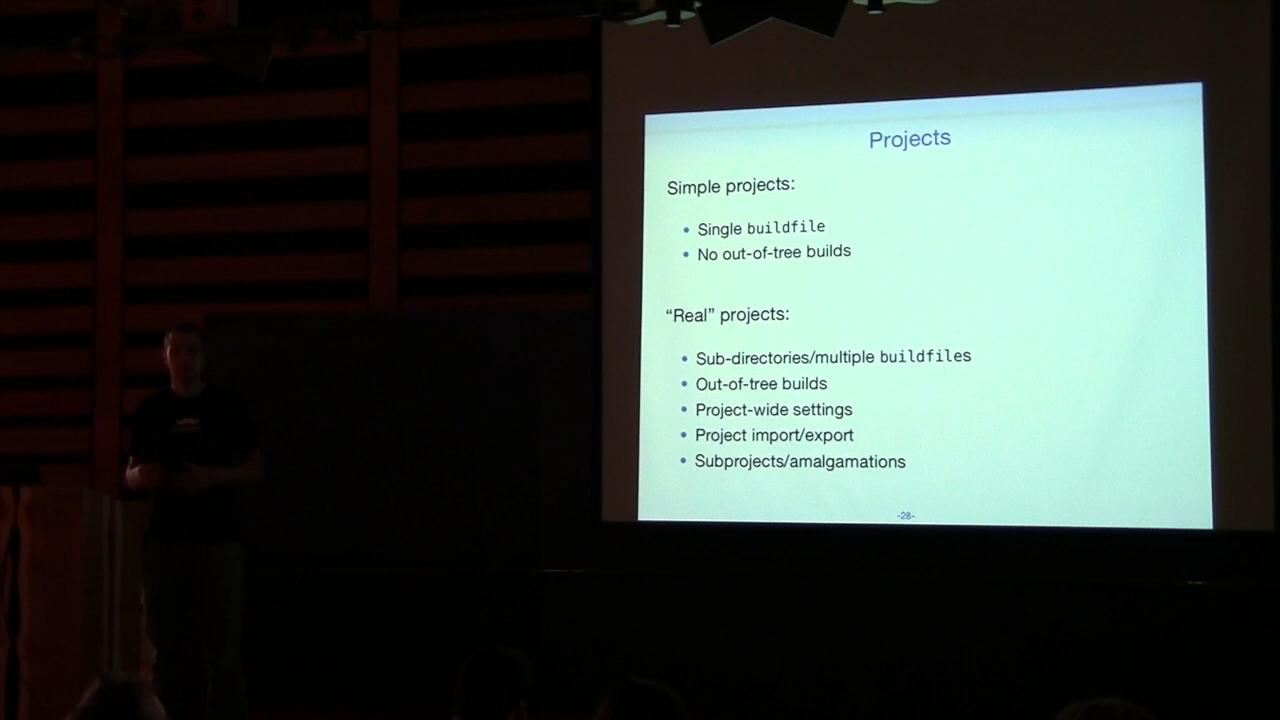 Projects
Simple projects:
• Single buildfile
• No out-of-tree builds
“Real” projects:
• Sub-directories/multiple buildfiles
• Out-of-tree builds
• Project-wide settings
• Project import/export
• Subprojects/amalgamations
-28-